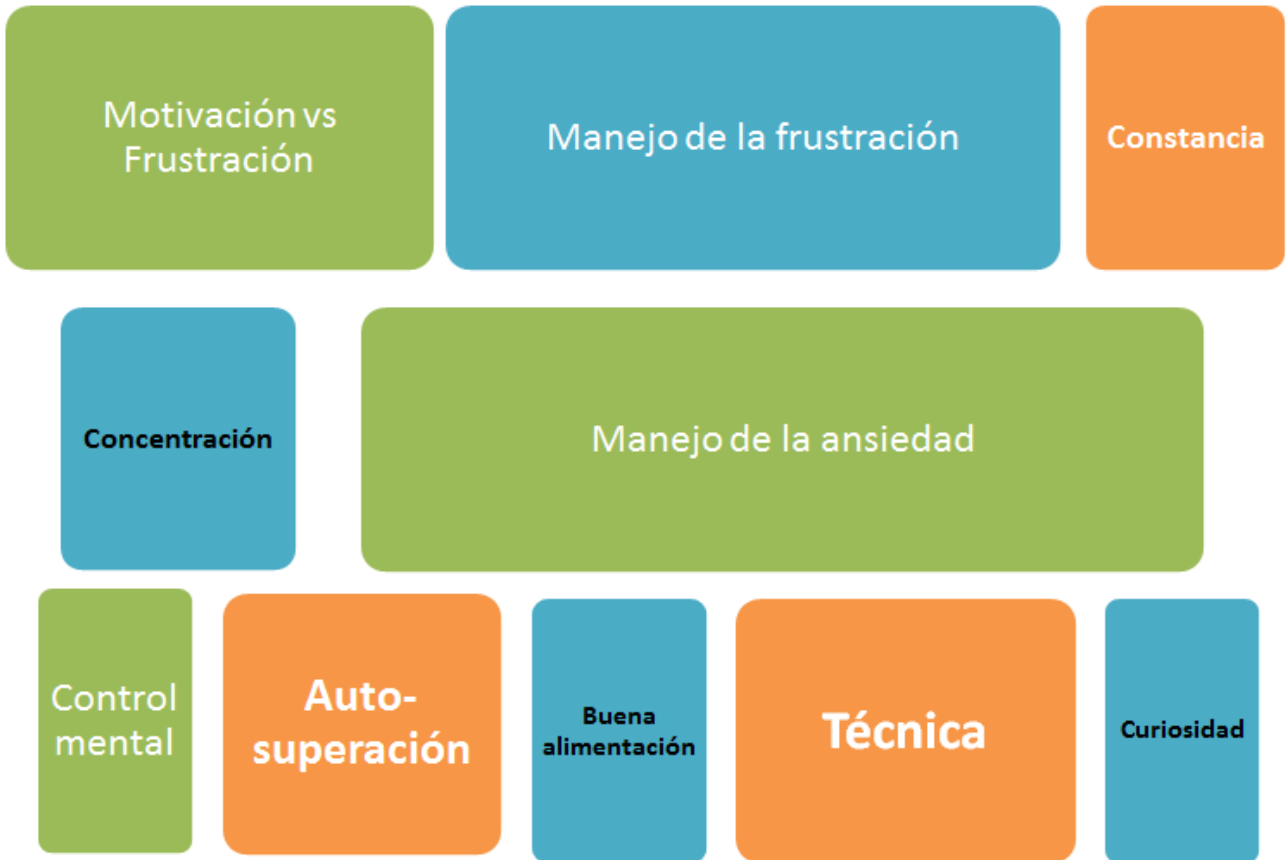 Motivación vs
Frustración
Manejo de la frustración
Constancia
Concentración
Manejo de la ansiedad
Control
mental
Auto-
superación
Buena
alimentación
Técnica
Curiosidad